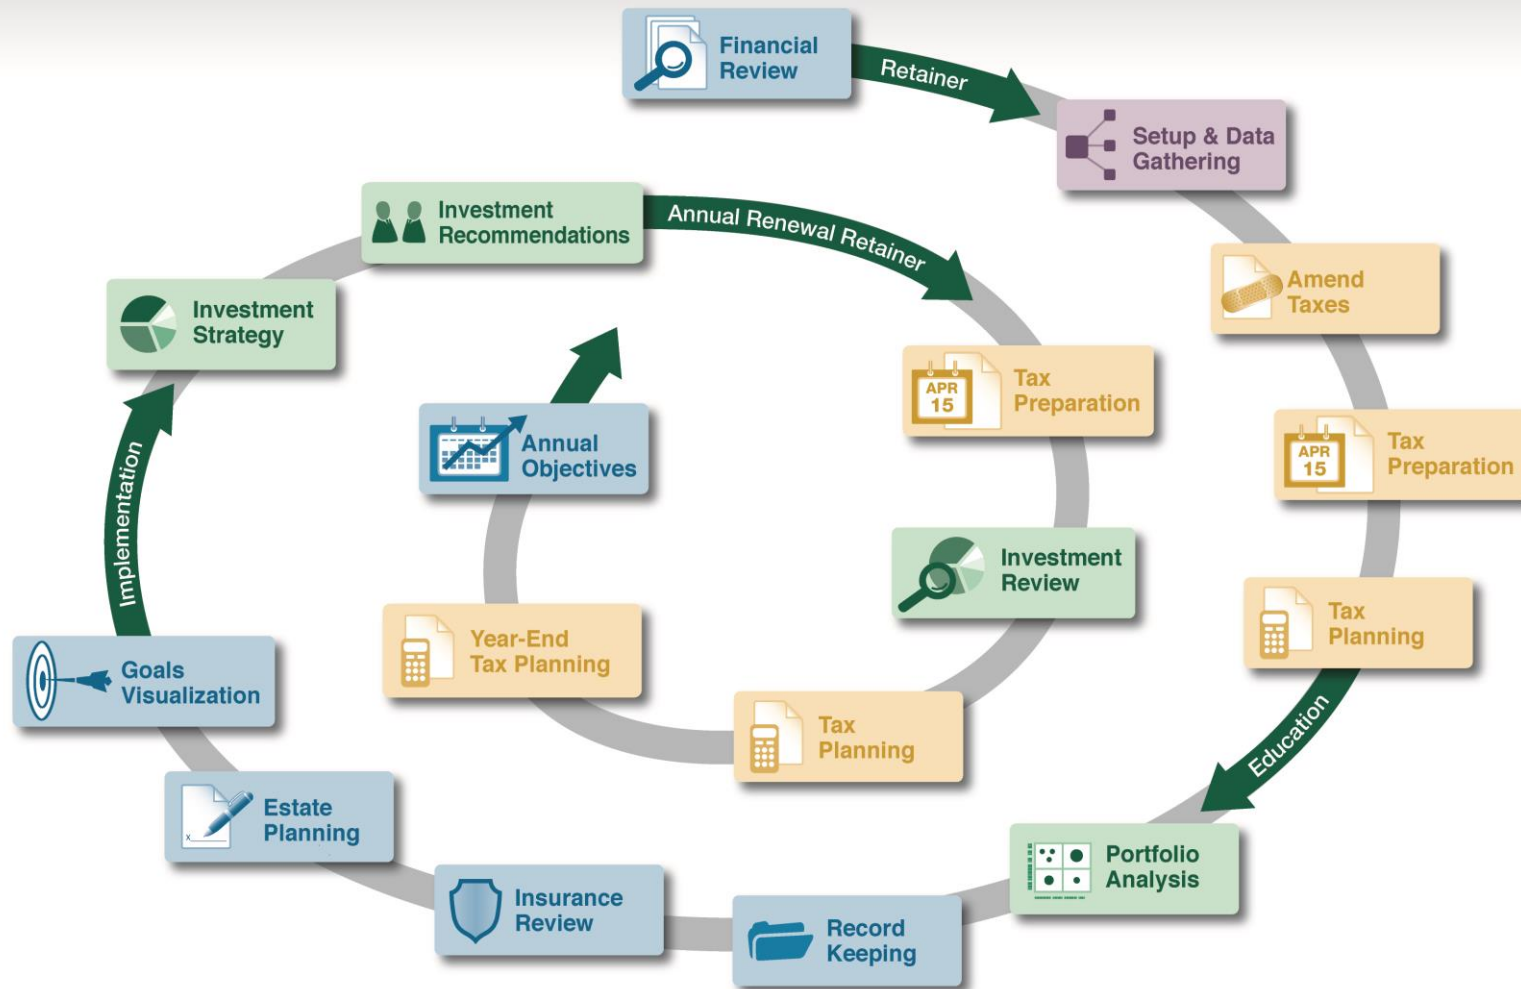 Financial
Review
Retainer
Setup & Data
Gathering
Amend
Taxes
APR
15
Tax
Preparation
Tax
Planning
Education
Portfolio
Analysis
Record
Keeping
Insurance
Review
Estate
Planning
x
Goals
Visualization
Implementation
Investment
Strategy
Investment
Recommendations
Annual Renewal Retainer
APR
15
Tax
Preparation
Investment
Review
Tax
Planning
Year-End
Tax Planning
Annual
Objectives